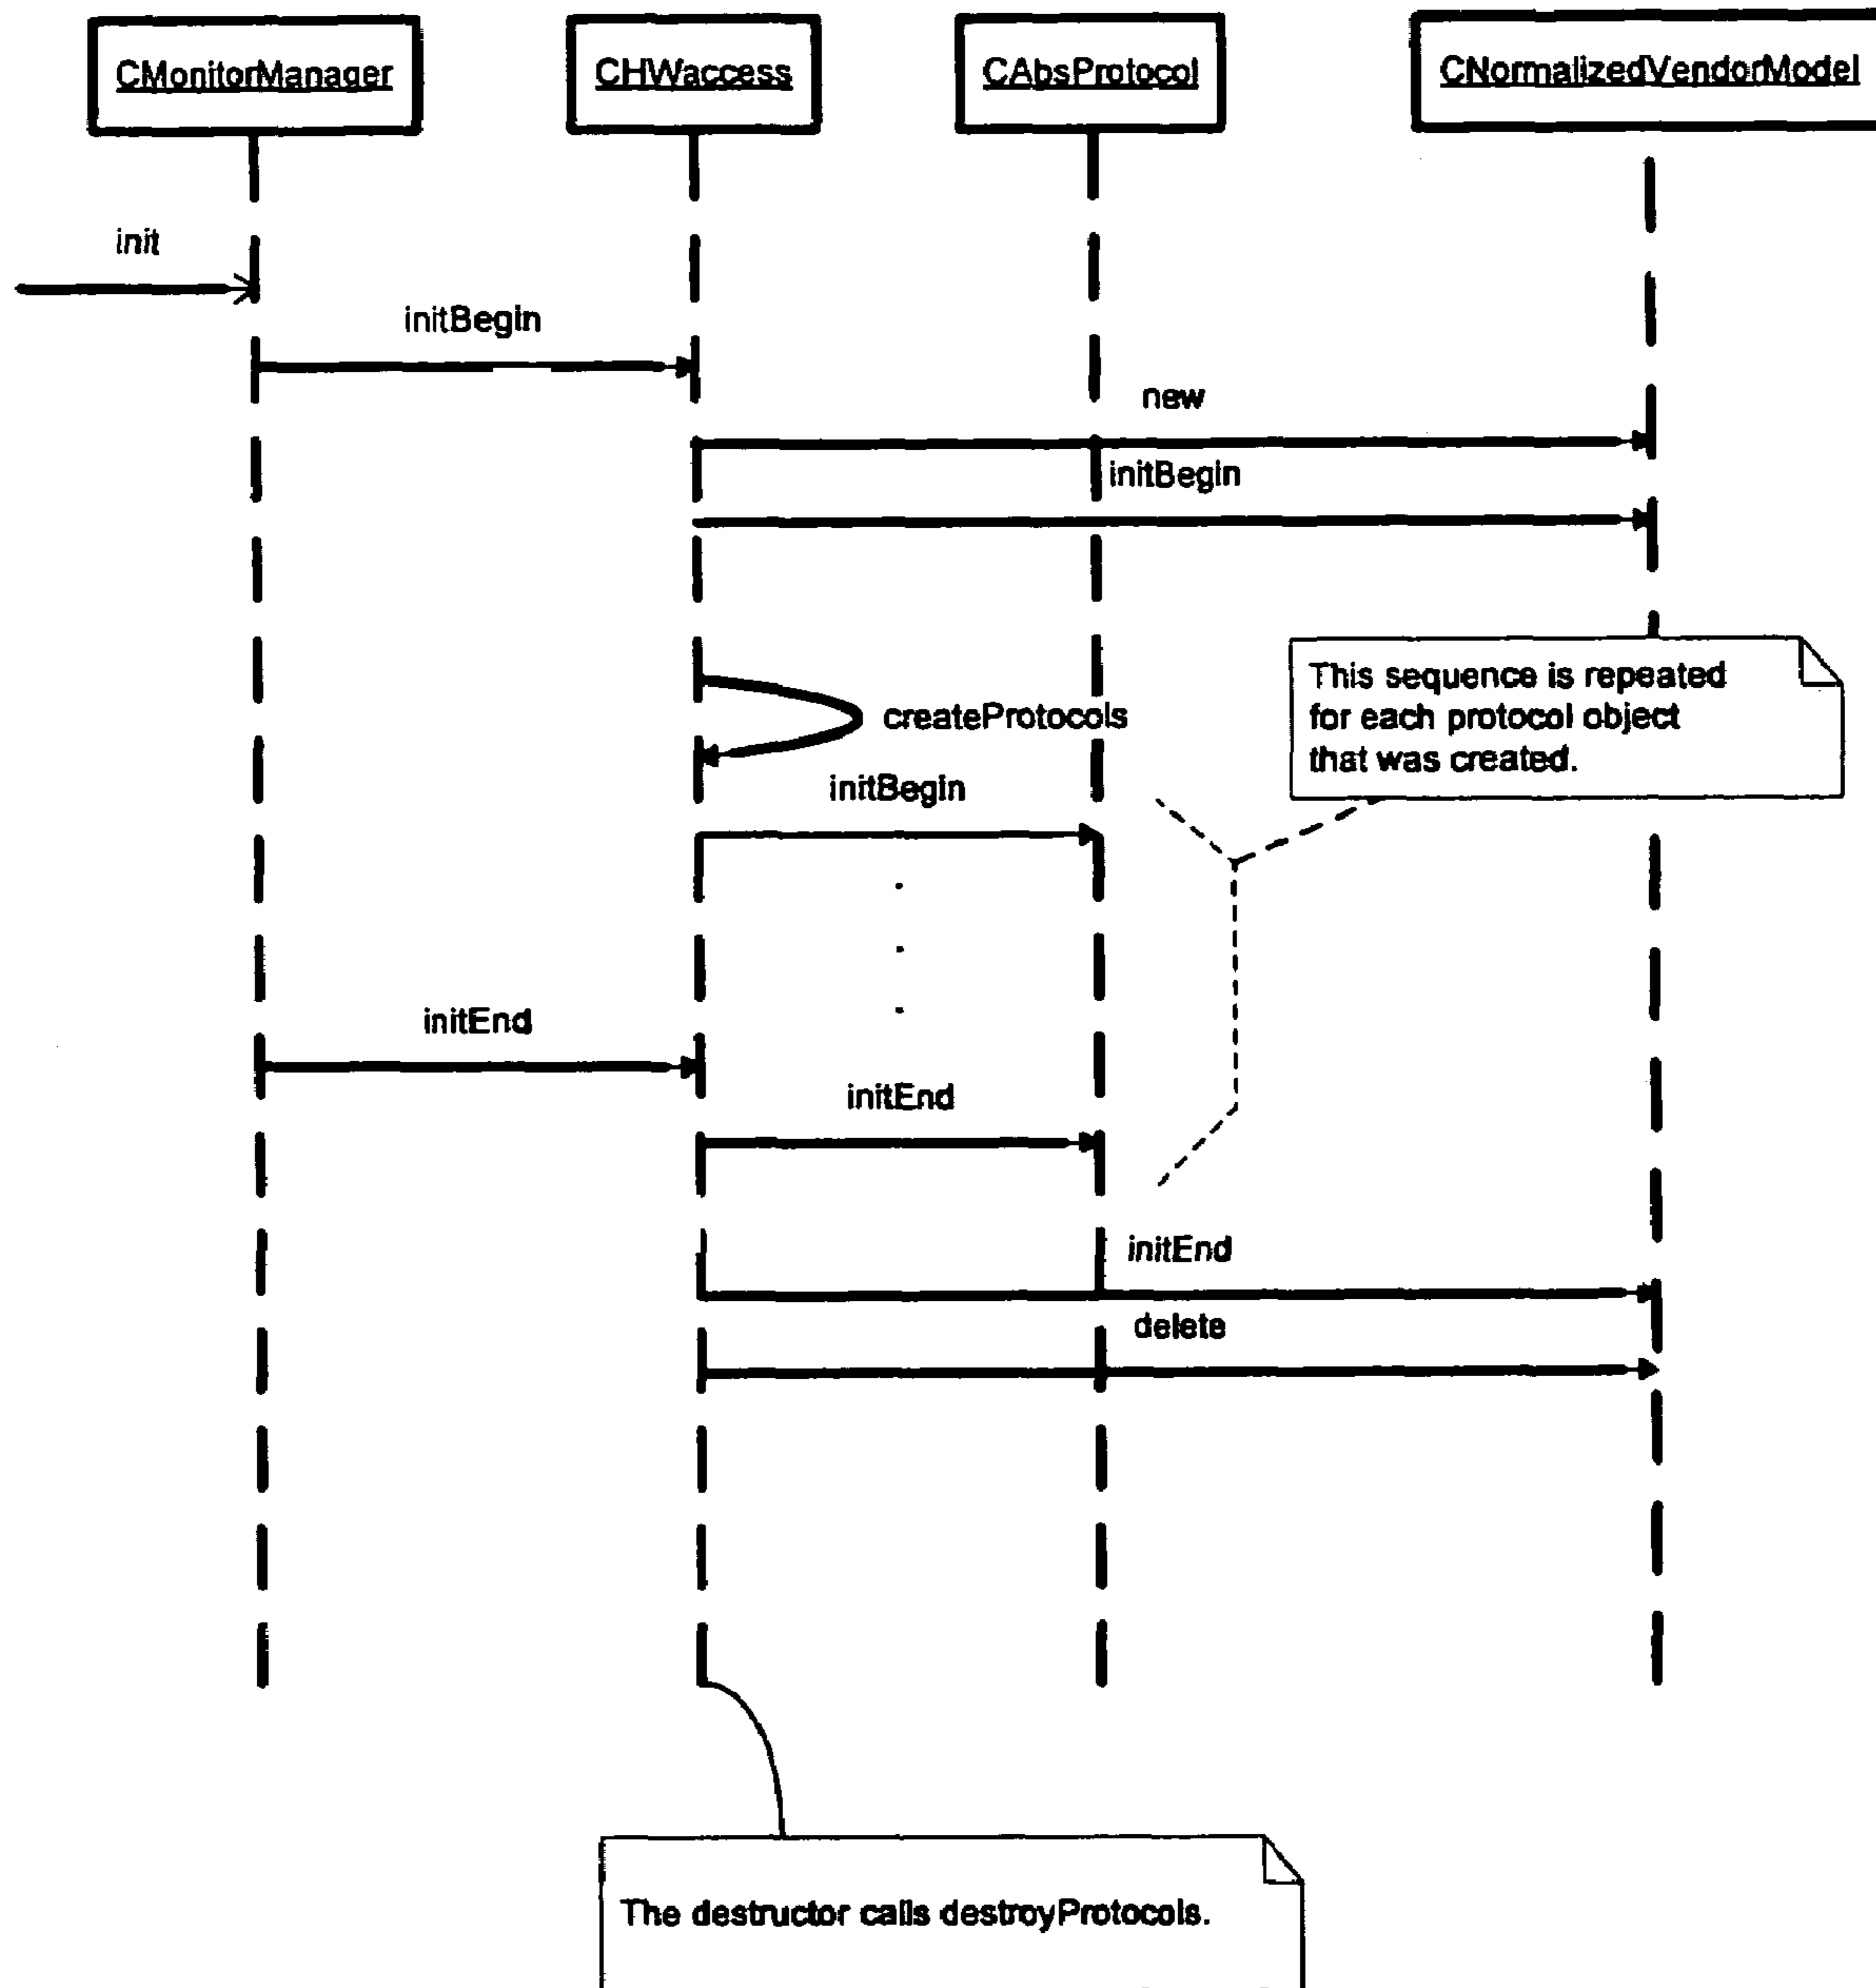 CMonitorManager
CHWaccess
CAbsProtocol
CNormalizedVendorModel
init
initBegin
new
initBegin
This sequence is repeated
for each protocol object
that was created.
createProtocols
initBegin
initEnd
initEnd
initEnd
delete
The destructor calls destroyProtocols.